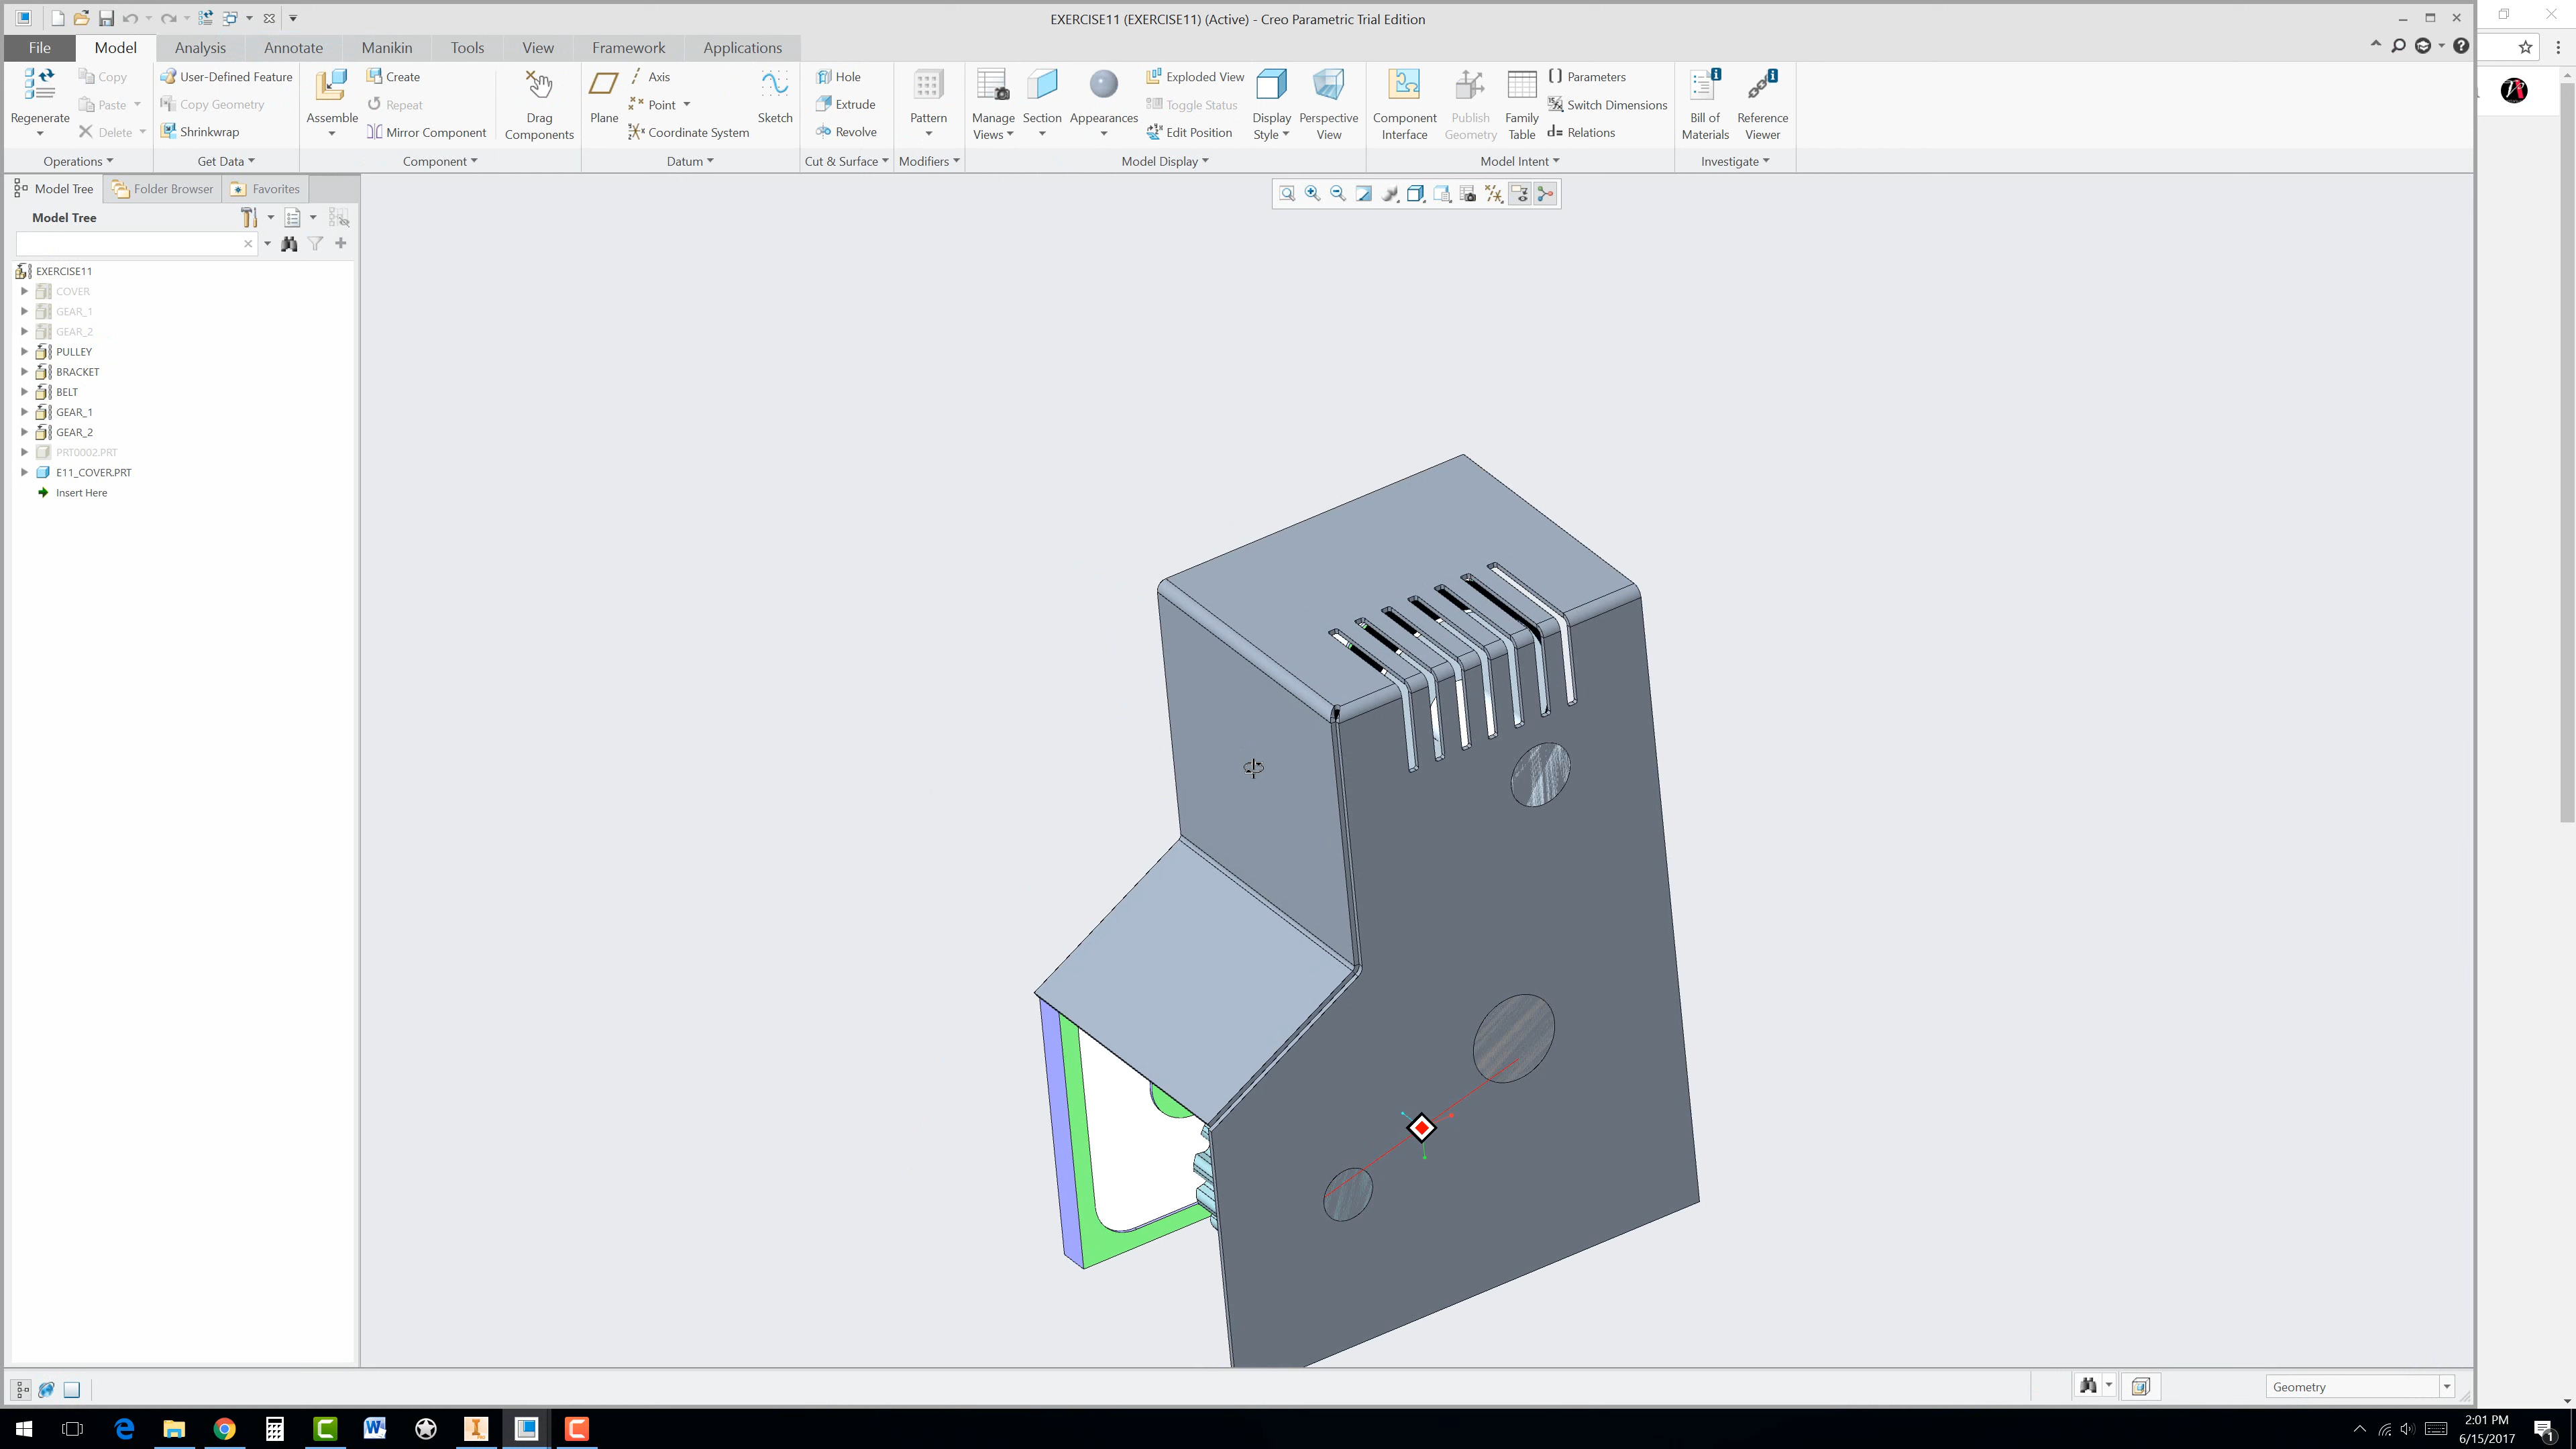 EXERCISE11 (EXERCISE11) (Active) - Creo Parametric Trial Edition
File Model Analysis Annotate Manikin Tools View Framework Applications
Regenerate
Copy
Paste
Delete
Operations
User-Defined Feature
Copy Geometry
Shrinkwrap
Get Data
Assemble
Create
Repeat
Mirror Component
Drag
Components
Component
Plane
Axis
Point
Coordinate System
Sketch
Datum
Hole
Extrude
Revolve
Cut & Surface
Pattern
Modifiers
Manage
Views
Section
Appearances
Exploded View
Toggle Status
Edit Position
Display
Style
Perspective
View
Model Display
Component
Interface
Publish
Geometry
Family
Table
Parameters
Switch Dimensions
d= Relations
Model Intent
Bill of
Materials
Reference
Viewer
Investigate
Model Tree Folder Browser Favorites
Model Tree
EXERCISE11
COVER
GEAR_1
GEAR_2
PULLEY
BRACKET
BELT
GEAR_1
GEAR_2
PRT0002.PRT
E11_COVER.PRT
Insert Here
Geometry
2:01 PM
6/15/2017
1